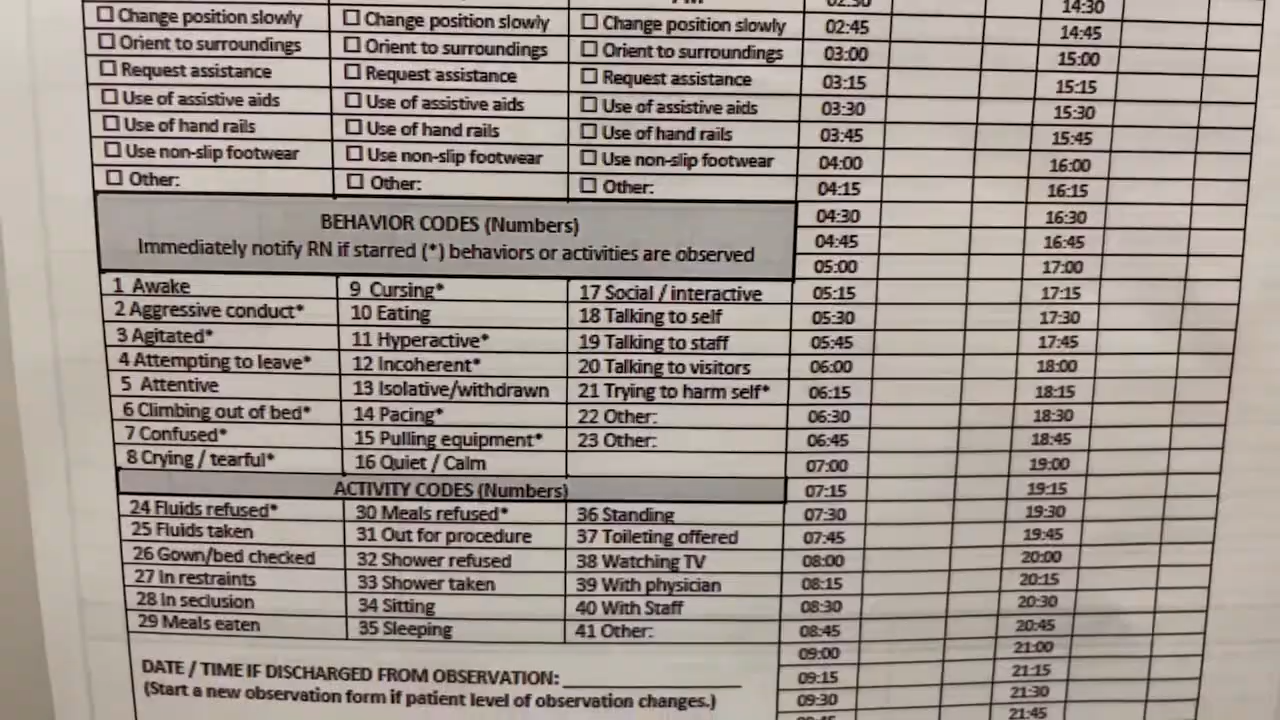 02:30 14:30
☐ Change position slowly ☐ Change position slowly ☐ Change position slowly 02:45 14:45
☐ Orient to surroundings ☐ Orient to surroundings ☐ Orient to surroundings 03:00 15:00
☐ Request assistance ☐ Request assistance ☐ Request assistance 03:15 15:15
☐ Use of assistive aids ☐ Use of assistive aids ☐ Use of assistive aids 03:30 15:30
☐ Use of hand rails ☐ Use of hand rails ☐ Use of hand rails 03:45 15:45
☐ Use non-slip footwear ☐ Use non-slip footwear ☐ Use non-slip footwear 04:00 16:00
☐ Other: ☐ Other: ☐ Other: 04:15 16:15
BEHAVIOR CODES (Numbers) 04:30 16:30
Immediately notify RN if starred (*) behaviors or activities are observed 04:45 16:45
05:00 17:00
1 Awake 9 Cursing* 17 Social / interactive 05:15 17:15
2 Aggressive conduct* 10 Eating 18 Talking to self 05:30 17:30
3 Agitated* 11 Hyperactive* 19 Talking to staff 05:45 17:45
4 Attempting to leave* 12 Incoherent* 20 Talking to visitors 06:00 18:00
5 Attentive 13 Isolative/withdrawn 21 Trying to harm self* 06:15 18:15
6 Climbing out of bed* 14 Pacing* 22 Other: 06:30 18:30
7 Confused* 15 Pulling equipment* 23 Other: 06:45 18:45
8 Crying / tearful* 16 Quiet / Calm 07:00 19:00
ACTIVITY CODES (Numbers) 07:15 19:15
24 Fluids refused* 30 Meals refused* 36 Standing 07:30 19:30
25 Fluids taken 31 Out for procedure 37 Toileting offered 07:45 19:45
26 Gown/bed checked 32 Shower refused 38 Watching TV 08:00 20:00
27 In restraints 33 Shower taken 39 With physician 08:15 20:15
28 In seclusion 34 Sitting 40 With Staff 08:30 20:30
29 Meals eaten 35 Sleeping 41 Other: 08:45 20:45
09:00 21:00
DATE / TIME IF DISCHARGED FROM OBSERVATION: 09:15 21:15
(Start a new observation form if patient level of observation changes.) 09:30 21:30
21:45